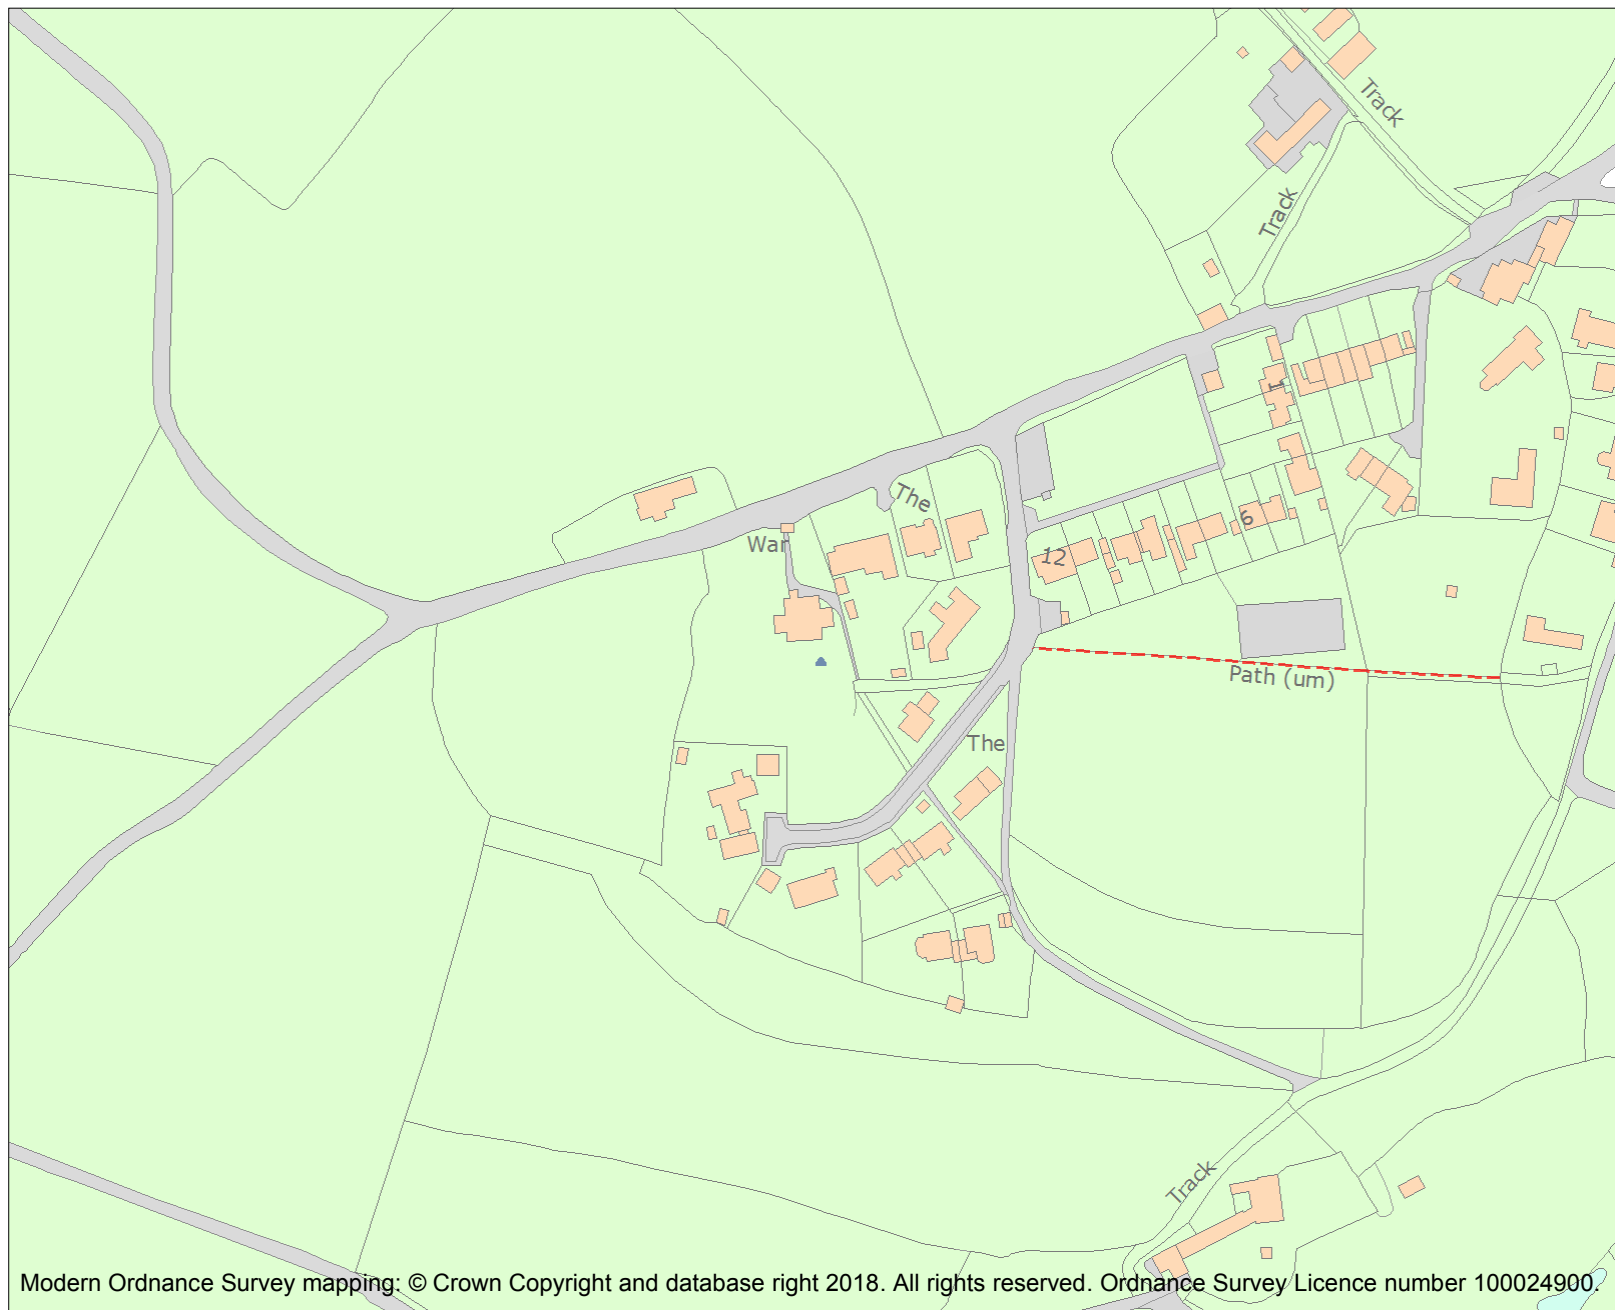 Track
Track
1
The
War
12
6
Path (um)
The
Track
Modern Ordnance Survey mapping: © Crown Copyright and database right 2018. All rights reserved. Ordnance Survey Licence number 100024900.